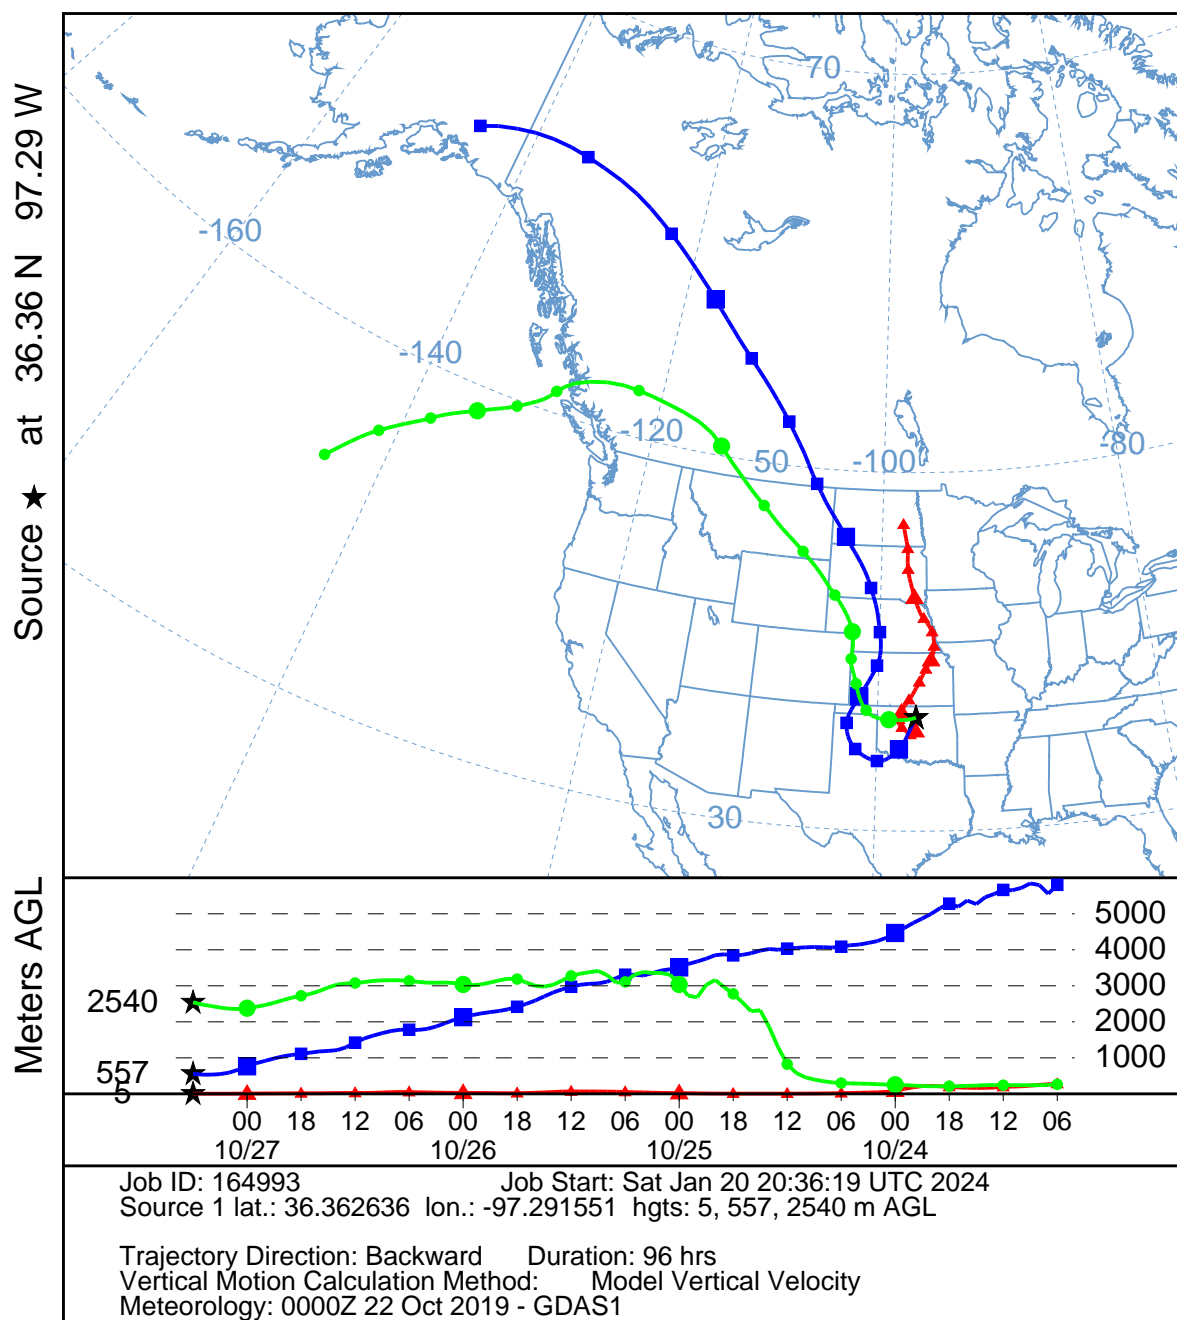 Source ★ at 36.36 N 97.29 W
70
-160
-140
-120
50
-100
-80
30
Meters AGL
5000
4000
3000
2000
1000
2540
557
5
00 18 12 06 00 18 12 06 00 18 12 06 00 18 12 06
10/27 10/26 10/25 10/24
Job ID: 164993 Job Start: Sat Jan 20 20:36:19 UTC 2024
Source 1 lat.: 36.362636 lon.: -97.291551 hgts: 5, 557, 2540 m AGL
Trajectory Direction: Backward Duration: 96 hrs
Vertical Motion Calculation Method: Model Vertical Velocity
Meteorology: 0000Z 22 Oct 2019 - GDAS1